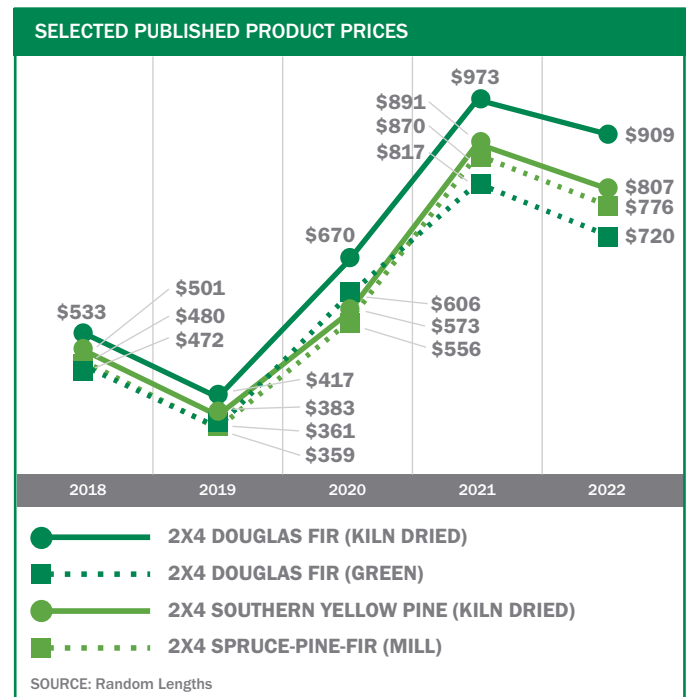 SELECTED PUBLISHED PRODUCT PRICES
$533
$501
$480
$472
$417
$383
$361
$359
$670
$606
$573
$556
$973
$891
$870
$817
$909
$807
$776
$720
2018 2019 2020 2021 2022
2X4 DOUGLAS FIR (KILN DRIED)
2X4 DOUGLAS FIR (GREEN)
2X4 SOUTHERN YELLOW PINE (KILN DRIED)
2X4 SPRUCE-PINE-FIR (MILL)
SOURCE: Random Lengths